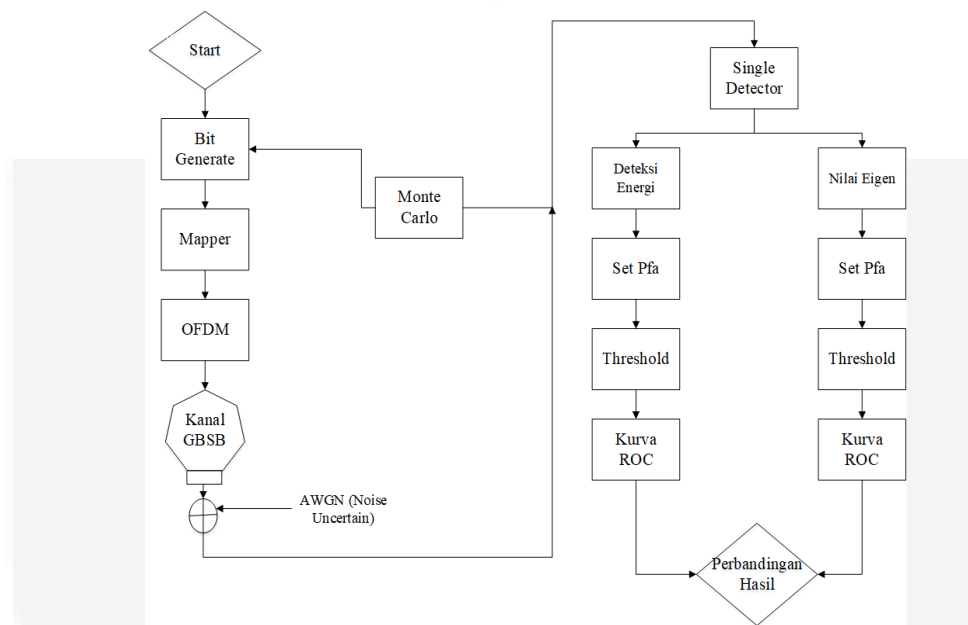 Start
Bit
Generate
Mapper
OFDM
Kanal
GBSB
AWGN (Noise
Uncertain)
Monte
Carlo
Single
Detector
Deteksi
Energi
Set Pfa
Threshold
Kurva
ROC
Nilai Eigen
Set Pfa
Threshold
Kurva
ROC
Perbandingan
Hasil